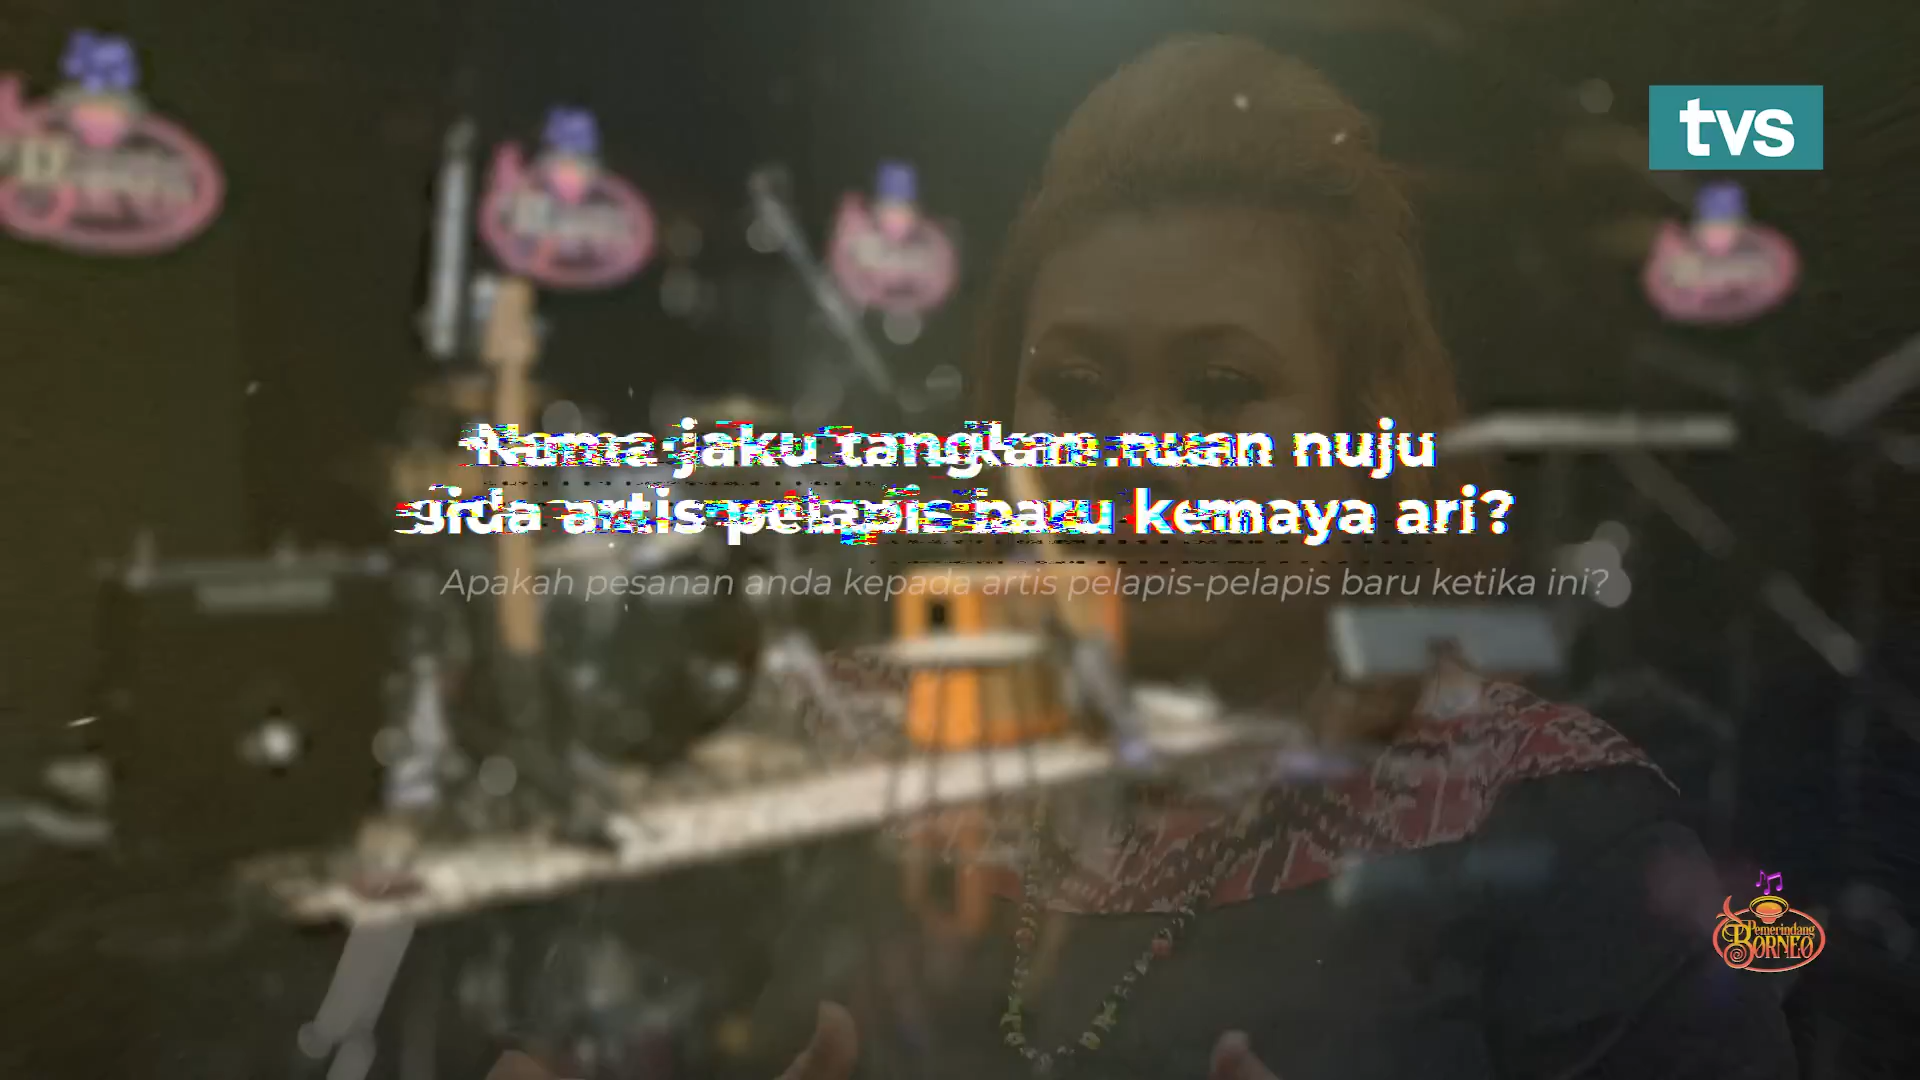 tvs
Nama jaku tangkan nuan nuju
sida artis pelapis baru kemaya ari?
Apakah pesanan anda kepada artis pelapis-pelapis baru ketika ini?
Pemerindang
BORNEO